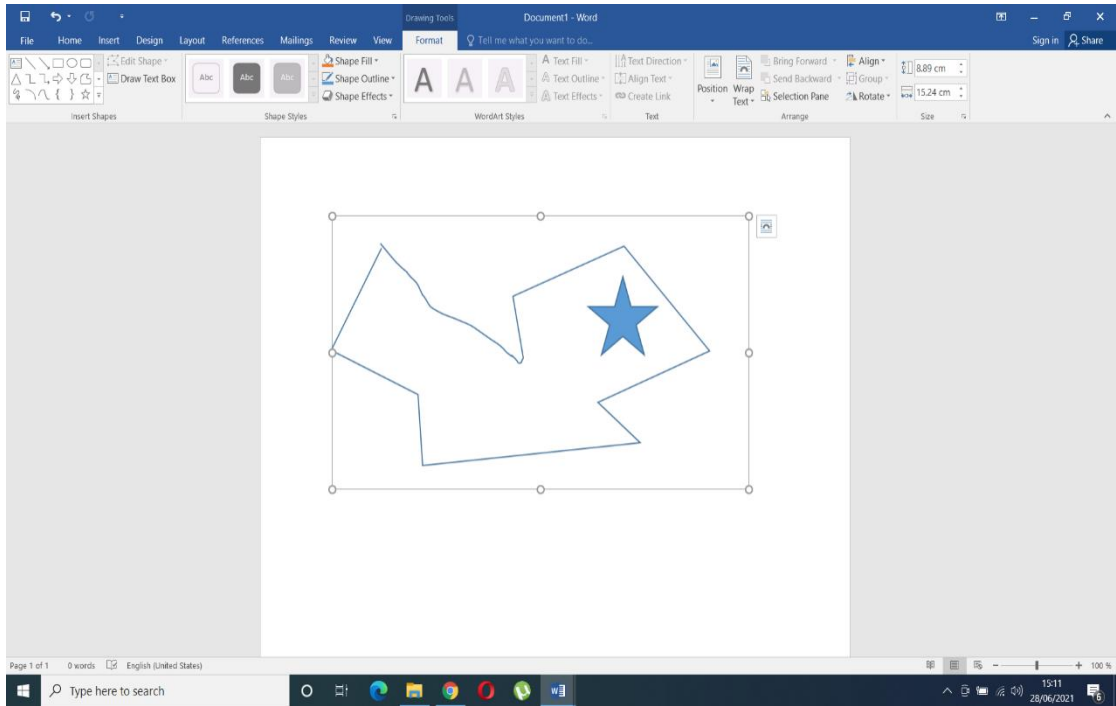 Drawing Tools Document1 - Word
File Home Insert Design Layout References Mailings Review View Format Tell me what you want to do... Sign in Share
Edit Shape
Draw Text Box
Insert Shapes
Abc Abc Abc
Shape Fill
Shape Outline
Shape Effects
Shape Styles
A A A
Text Fill
Text Outline
Text Effects
WordArt Styles
Text Direction
Align Text
Create Link
Text
Position
Wrap
Text
Bring Forward
Send Backward
Selection Pane
Align
Group
Rotate
Arrange
8.89 cm
15.24 cm
Size
Page 1 of 1 0 words English (United States) 100 %
Type here to search
15:11
28/06/2021
6